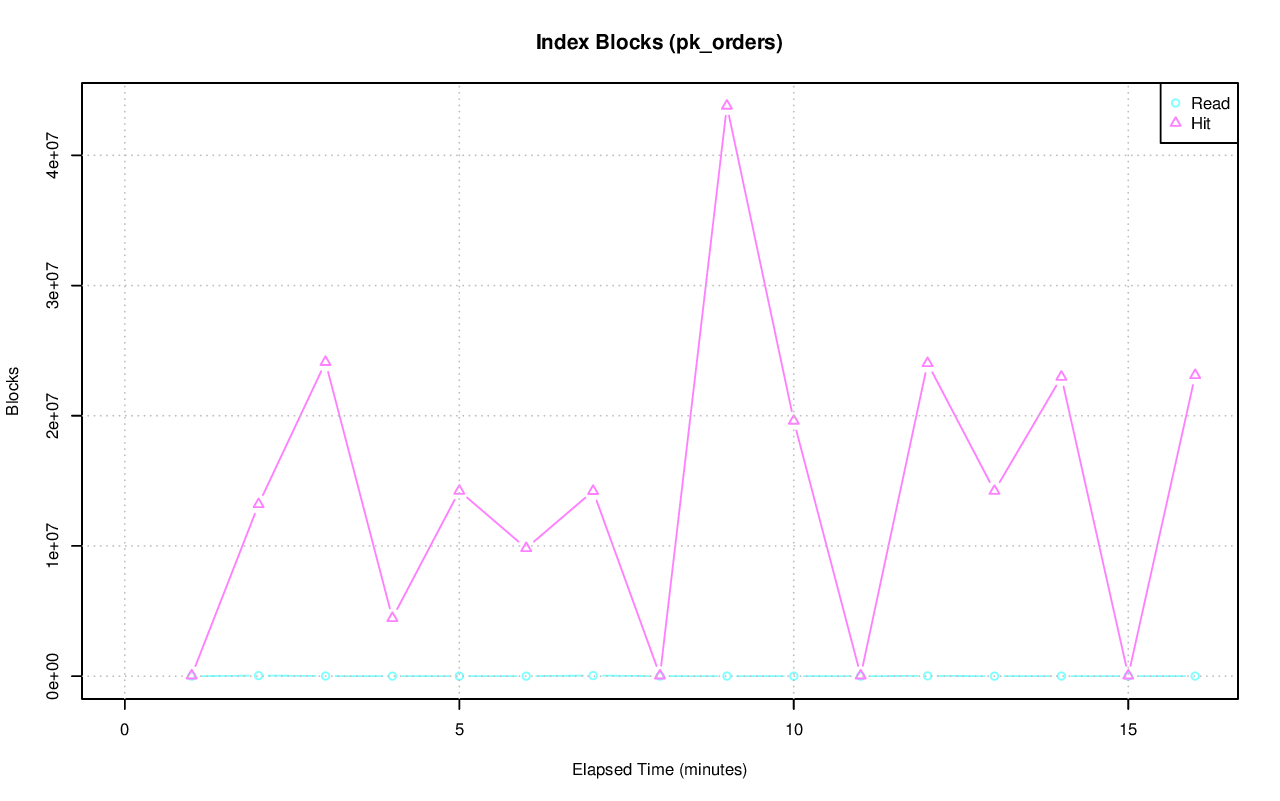 Index Blocks (pk_orders)
Read
Hit
Blocks
4e+07
3e+07
2e+07
1e+07
0e+00
0
5
10
15
Elapsed Time (minutes)